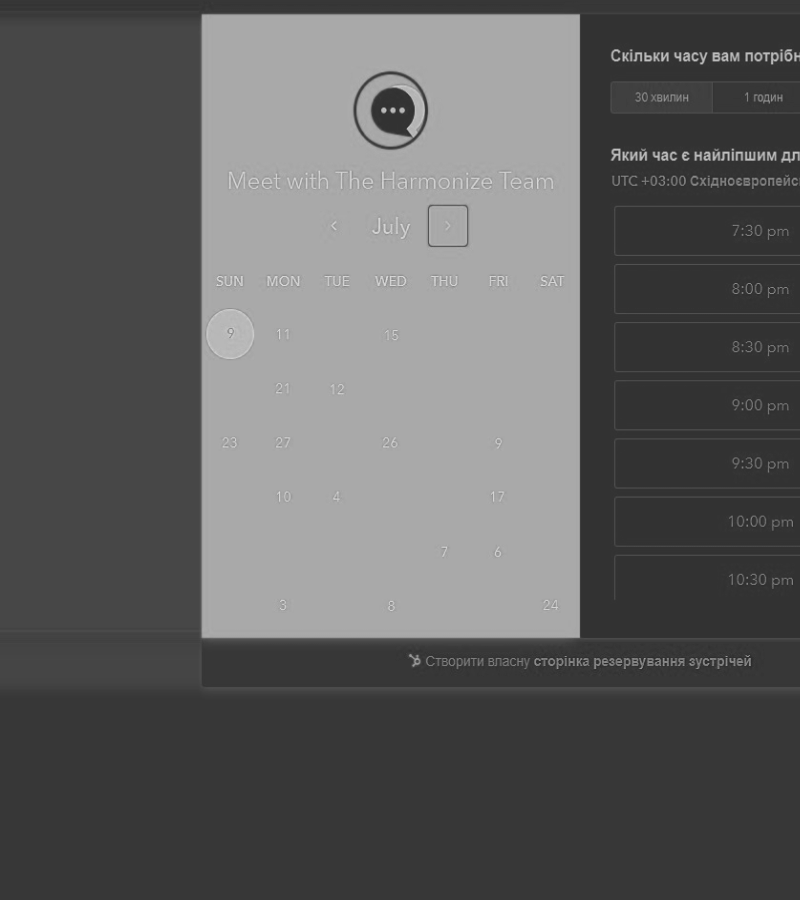 Meet with The Harmonize Team
July
SUN MON TUE WED THU FRI SAT
9 11 15
21 12
23 27 26 9
10 4 17
7 6
3 8 24
Скільки часу вам потрібн
30 хвилин 1 годин
Який час є найліпшим дл
UTC +03:00 Східноєвропейс
7:30 pm
8:00 pm
8:30 pm
9:00 pm
9:30 pm
10:00 pm
10:30 pm
Створити власну сторінка резервування зустрічей